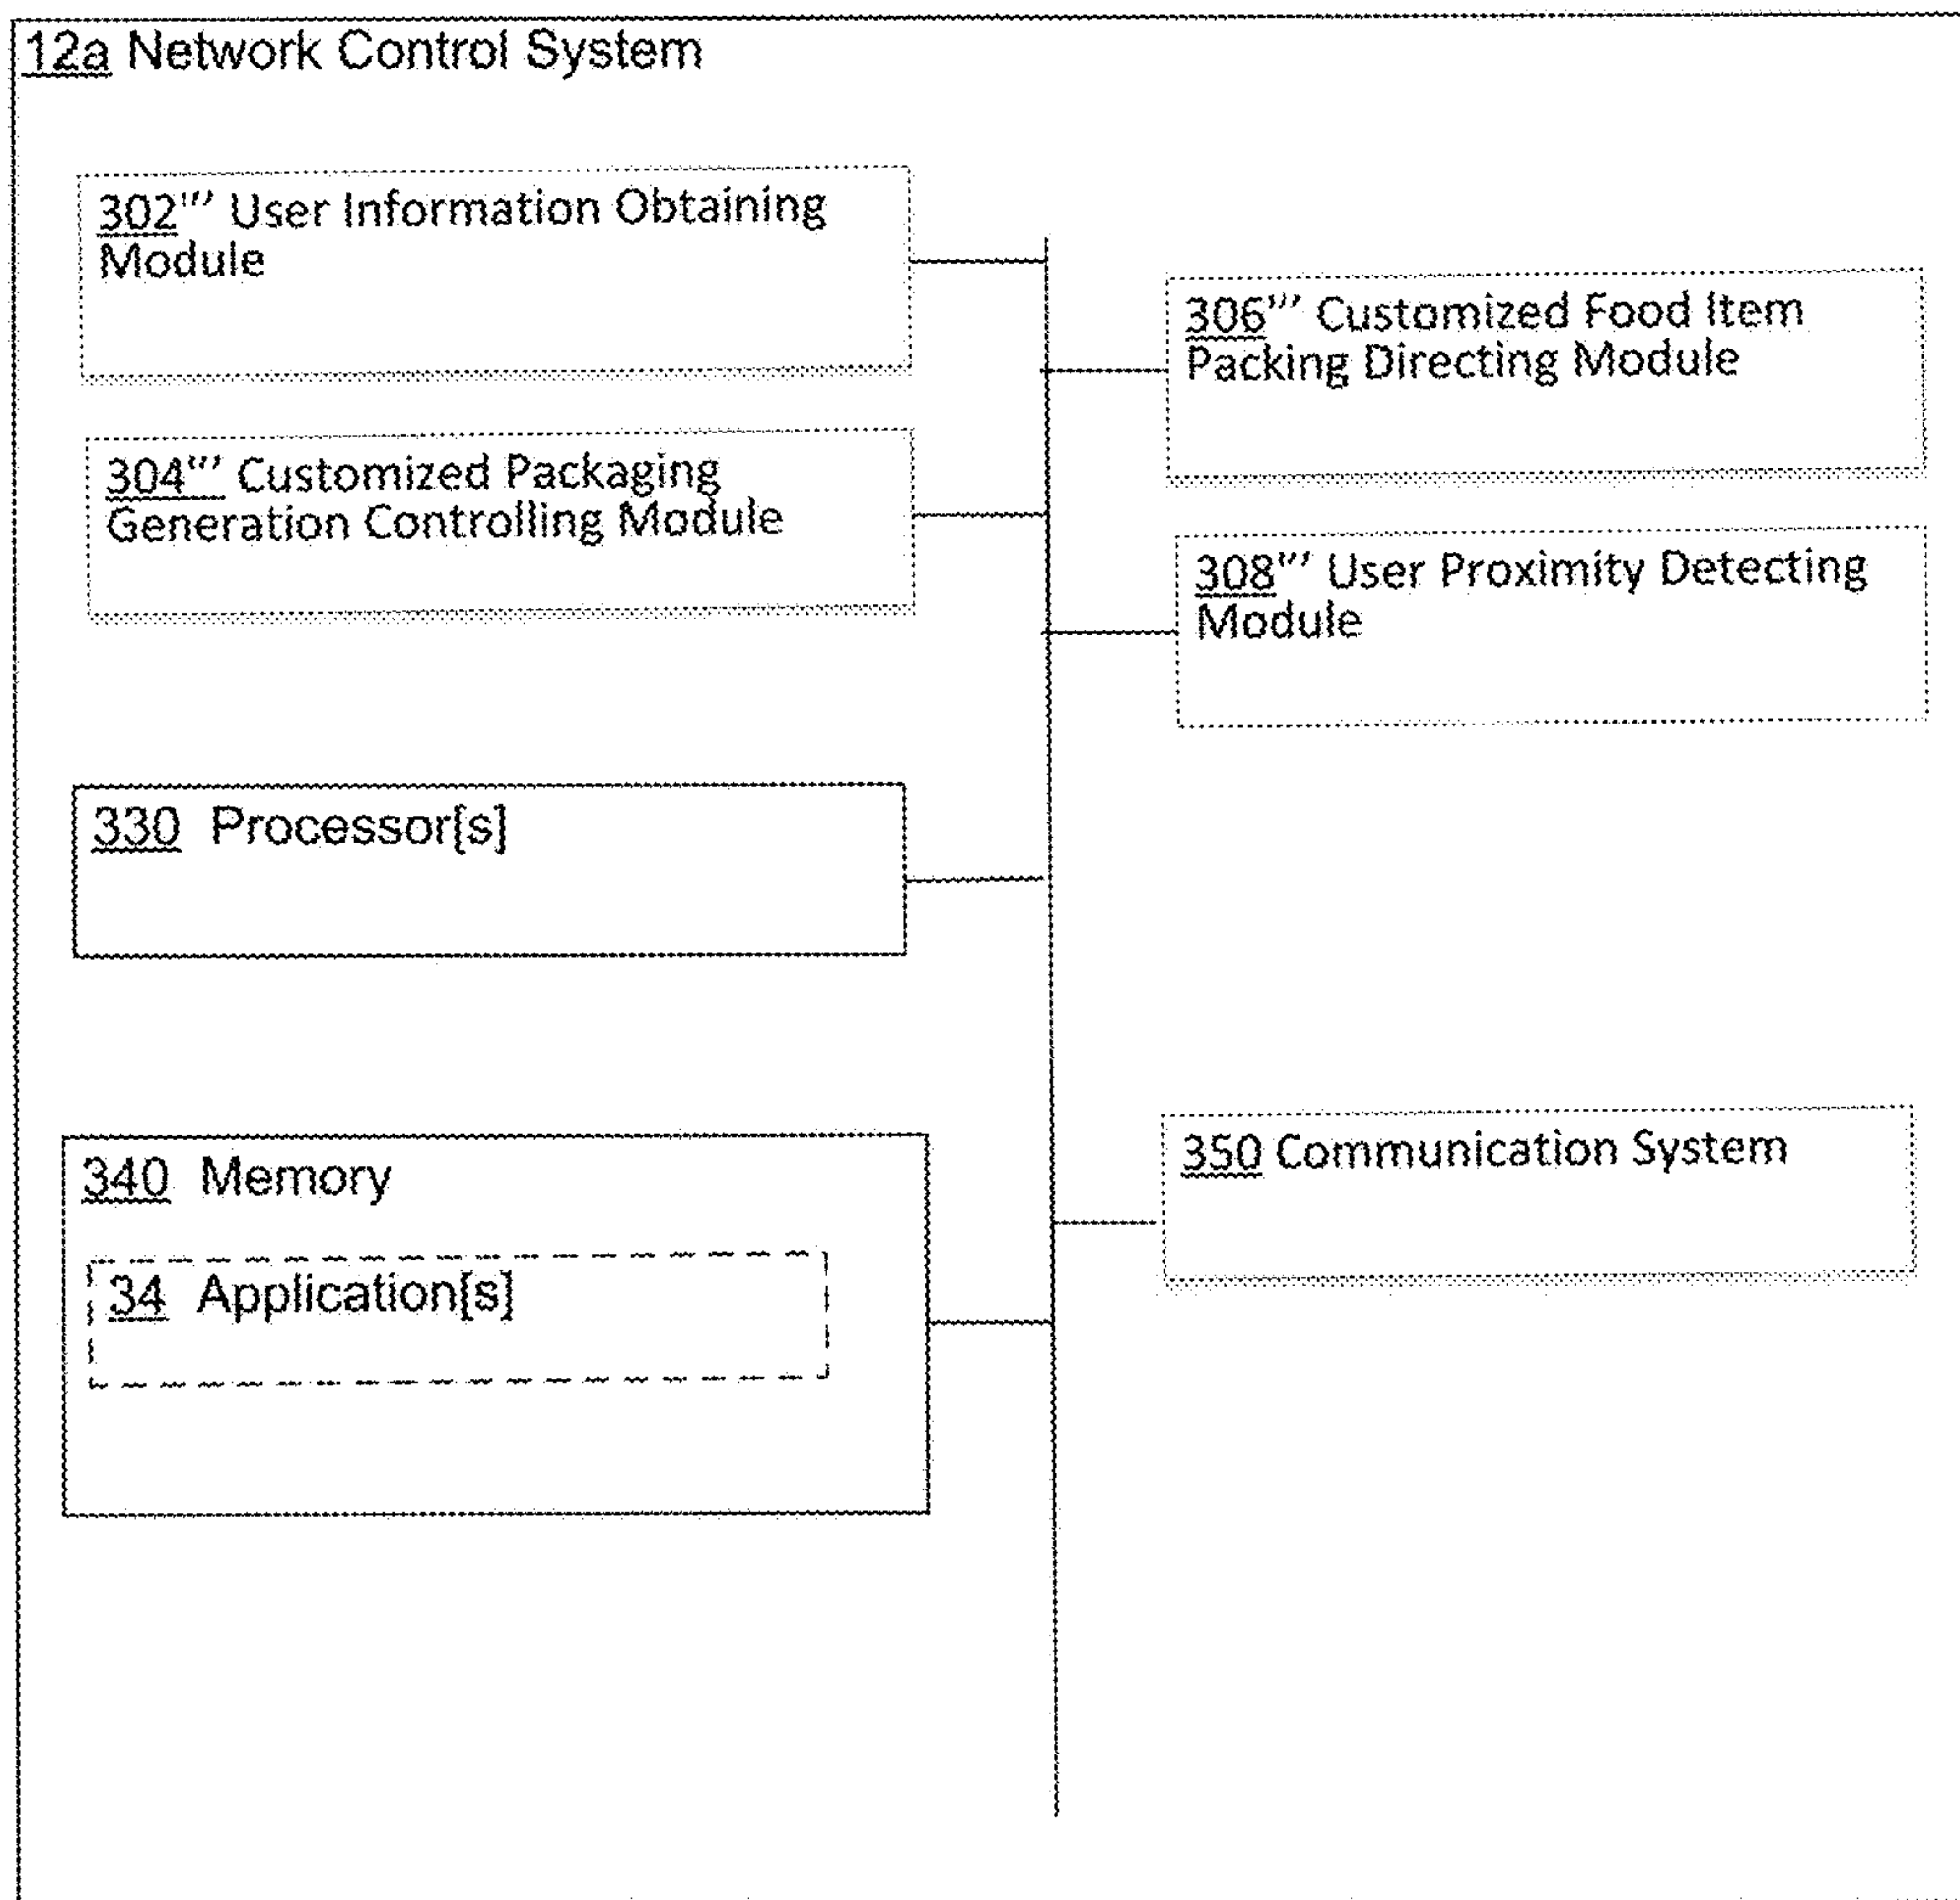 12a Network Control System
302''' User Information Obtaining
Module
306''' Customized Food Item
Packing Directing Module
304''' Customized Packaging
Generation Controlling Module
308''' User Proximity Detecting
Module
330 Processor[s]
340 Memory
350 Communication System
34 Application[s]